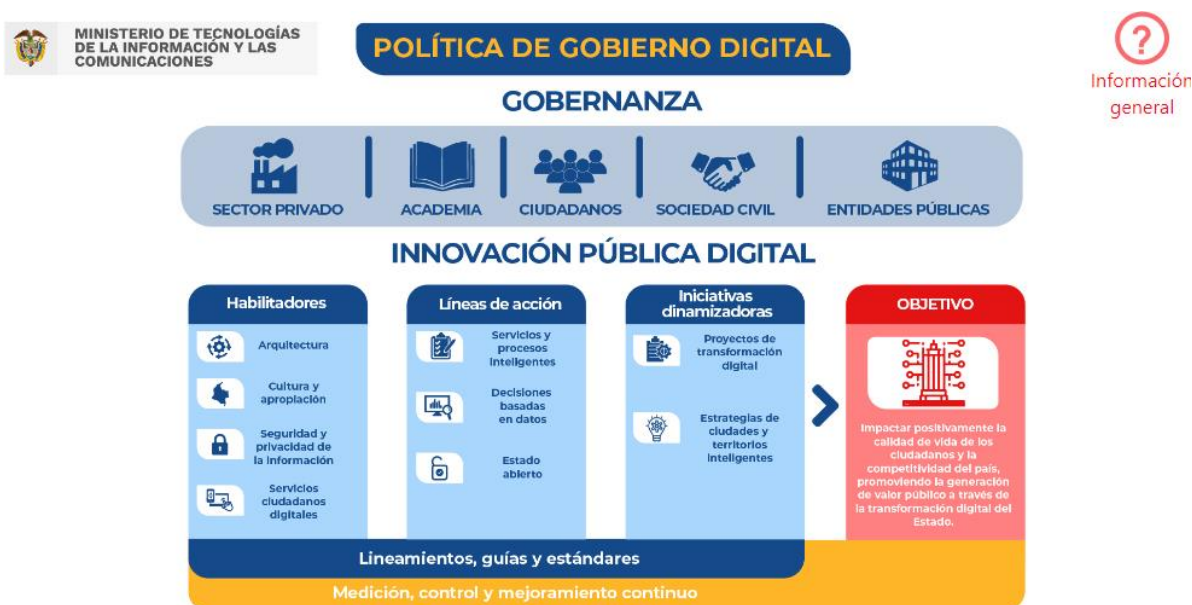 MINISTERIO DE TECNOLOGÍAS
DE LA INFORMACIÓN Y LAS
COMUNICACIONES
POLÍTICA DE GOBIERNO DIGITAL
Información
general
GOBERNANZA
SECTOR PRIVADO
ACADEMIA
CIUDADANOS
SOCIEDAD CIVIL
ENTIDADES PÚBLICAS
INNOVACIÓN PÚBLICA DIGITAL
Habilitadores
Arquitectura
Cultura y
apropiación
Seguridad y
privacidad de
la información
Servicios
ciudadanos
digitales
Líneas de acción
Servicios y
procesos
inteligentes
Decisiones
basadas
en datos
Estado
abierto
Iniciativas
dinamizadoras
Proyectos de
transformación
digital
Estrategias de
ciudades y
territorios
inteligentes
OBJETIVO
Impactar positivamente la
calidad de vida de los
ciudadanos y la
competitividad del país,
promoviendo la generación
de valor público a través de
la transformación digital del
Estado.
Lineamientos, guías y estándares
Medición, control y mejoramiento continuo